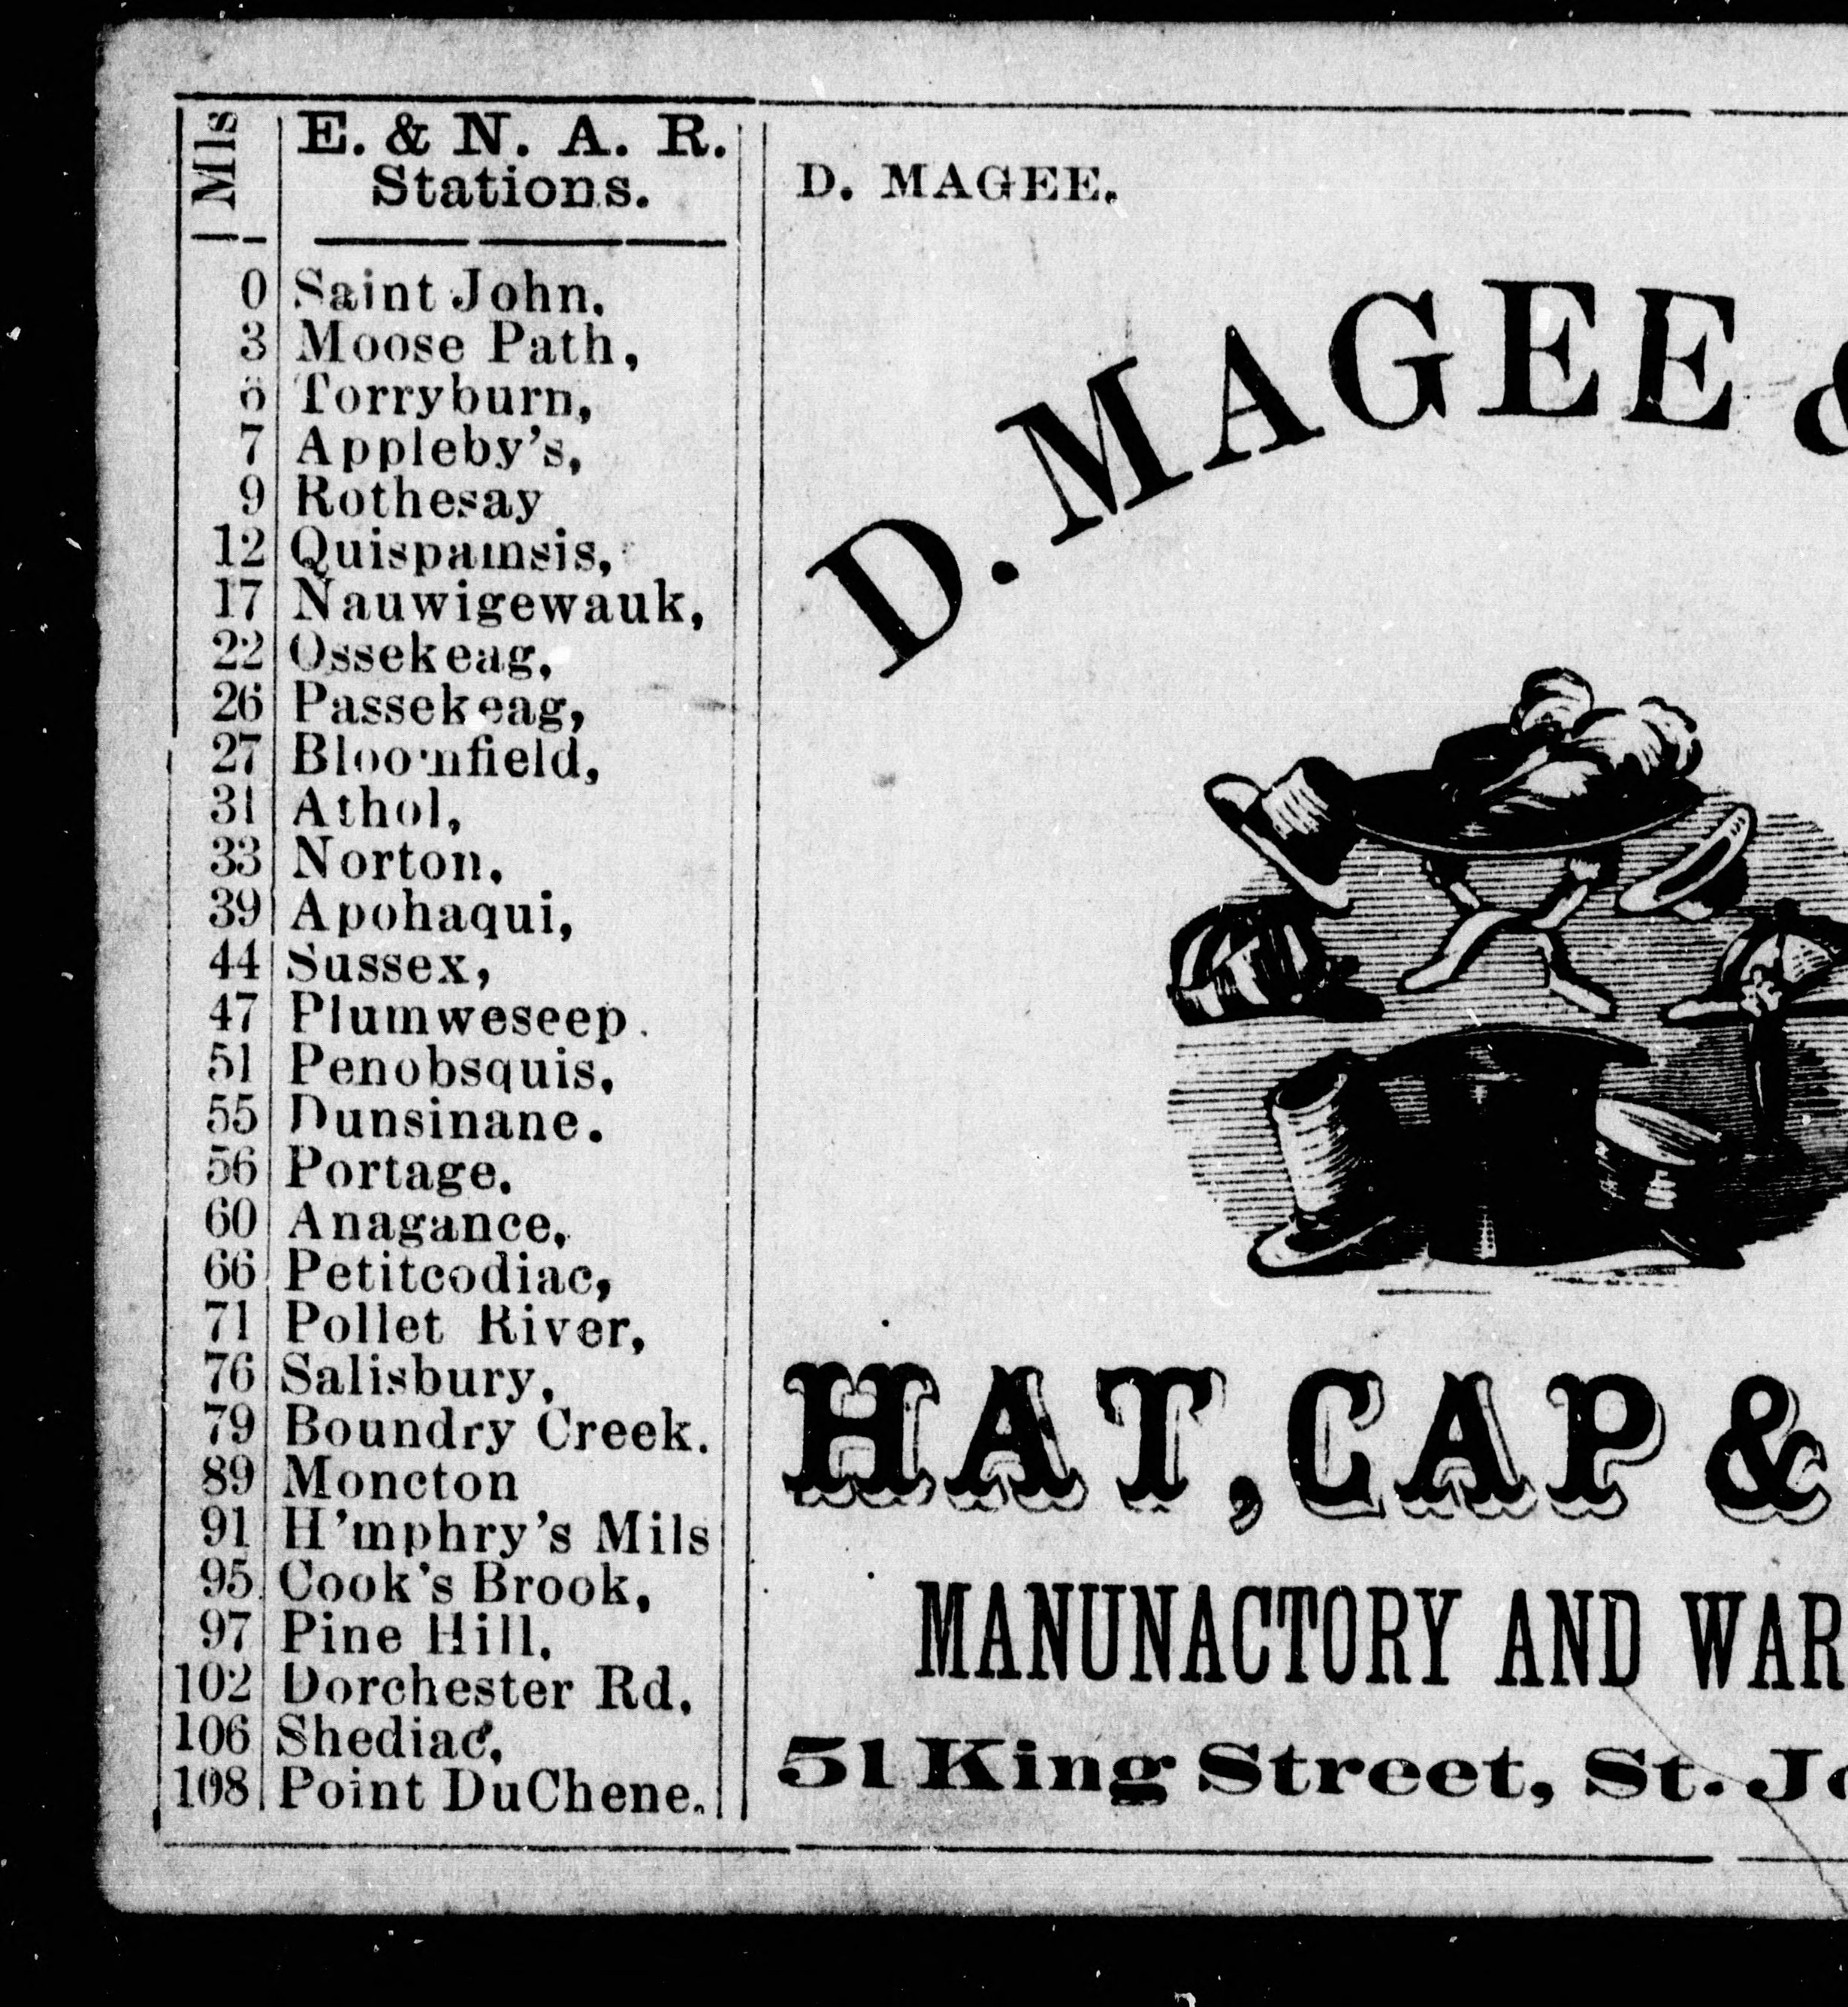 Mls
E. & N. A. R.
Stations.
0 Saint John,
3 Moose Path,
Torryburn,
7 Appleby's,
9 Rothesay
12 Quispamsis,
17 Nauwigewauk,
22 Ossekeag,
26 Passekeag,
27 Bloomfield,
31 Athol,
33 Norton,
39 Apohaqui,
44 Sussex,
47 Plumweseep.
51 Penobsquis,
55 Dunsinane.
56 Portage.
60 Anagance,
66 Petitcodiac,
71 Pollet River,
76 Salisbury,
79 Boundry Creek.
89 Moncton
91 H'mphry's Mils
95 Cook's Brook,
97 Pine Hill,
102 Dorchester Rd,
106 Shediac,
108 Point DuChene.
D. MAGEE.
D. MAGEE &
HAT, CAP &
MANUNACTORY AND WAR
51 King Street, St. Jo